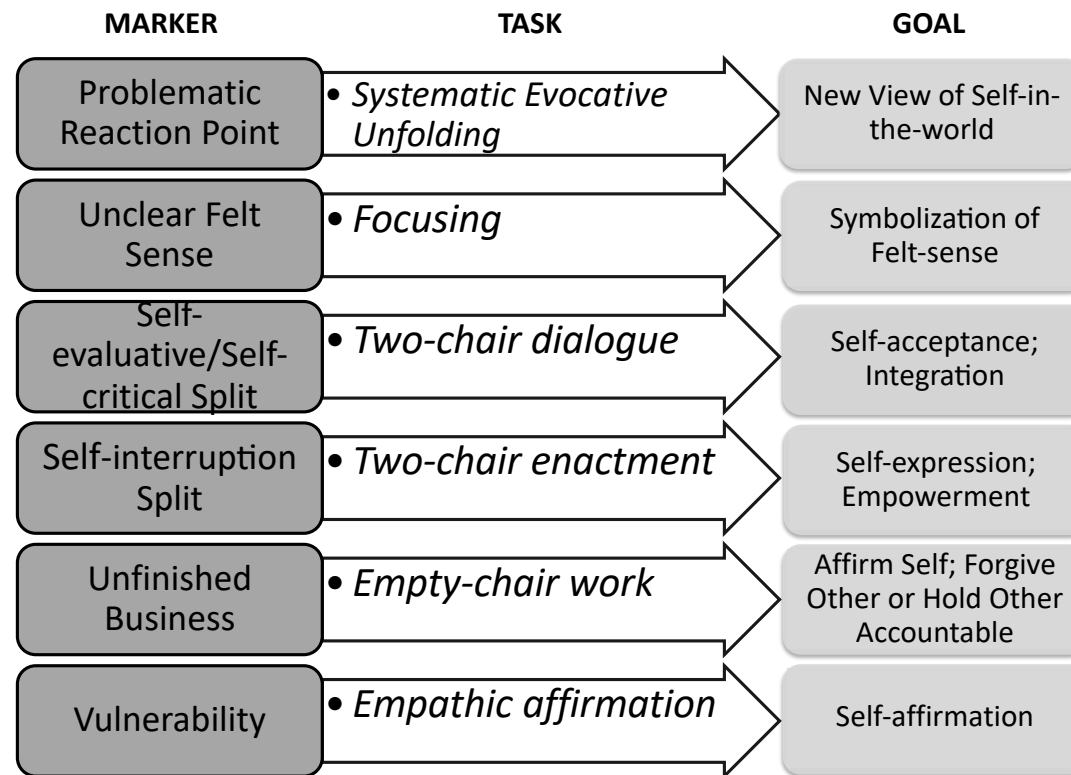 MARKER TASK GOAL
Problematic
Reaction Point
• Systematic Evocative
Unfolding
New View of Self-in-
the-world
Unclear Felt
Sense
• Focusing
Symbolization of
Felt-sense
Self-
evaluative/Self-
critical Split
• Two-chair dialogue
Self-acceptance;
Integration
Self-interruption
Split
• Two-chair enactment
Self-expression;
Empowerment
Unfinished
Business
• Empty-chair work
Affirm Self; Forgive
Other or Hold Other
Accountable
Vulnerability
• Empathic affirmation
Self-affirmation